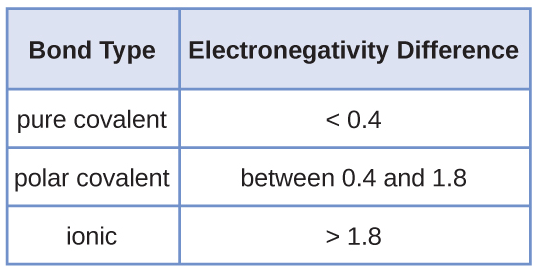 Bond Type Electronegativity Difference
pure covalent < 0.4
polar covalent between 0.4 and 1.8
ionic > 1.8